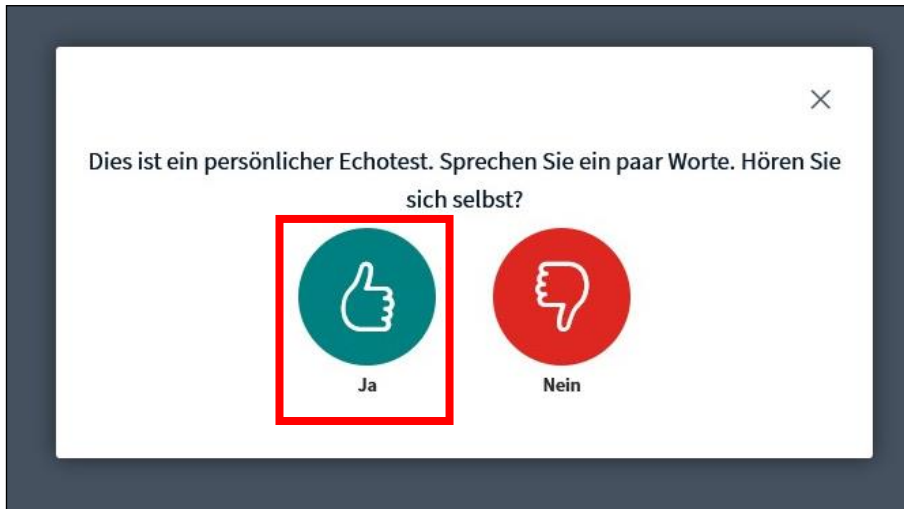 Dies ist ein persönlicher Echotest. Sprechen Sie ein paar Worte. Hören Sie
sich selbst?
Ja
Nein